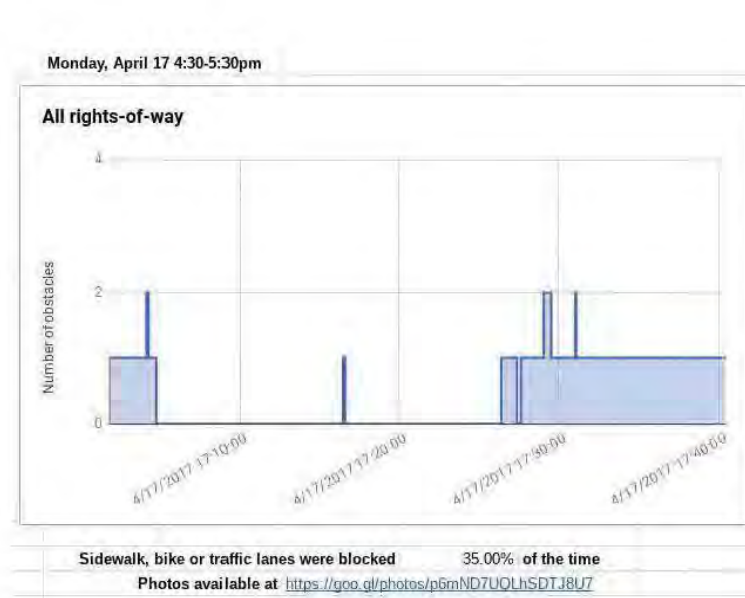 Monday, April 17 4:30-5:30pm
All rights-of-way
4
2
0
Number of obstacles
4/17/2017 17:10:00
4/17/2017 17:20:00
4/17/2017 17:30:00
4/17/2017 17:40:00
Sidewalk, bike or traffic lanes were blocked 35.00% of the time
Photos available at https://goo.gl/photos/p6mND7UQLhSDTJ8U7